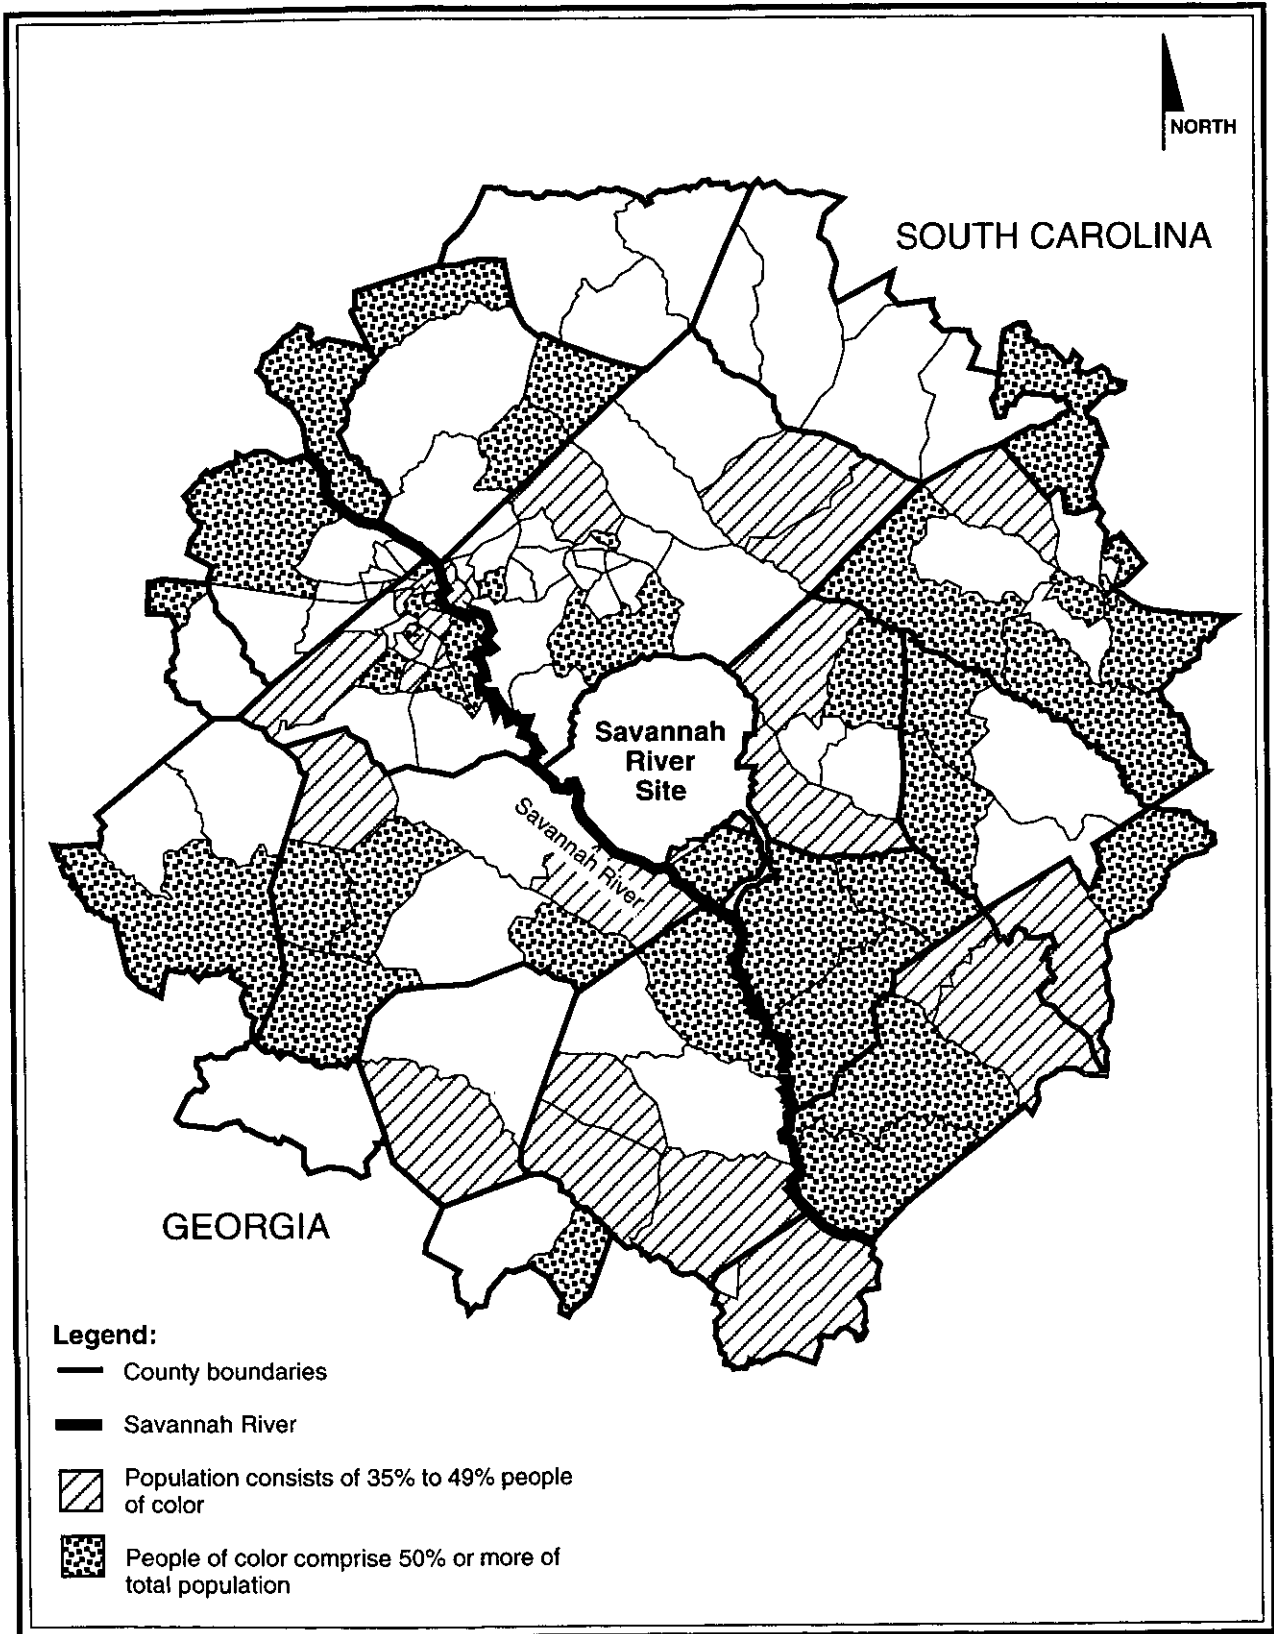 NORTH
SOUTH CAROLINA
Savannah
River
Site
Savannah River
GEORGIA
Legend:
County boundaries
Savannah River
Population consists of 35% to 49% people
of color
People of color comprise 50% or more of
total population